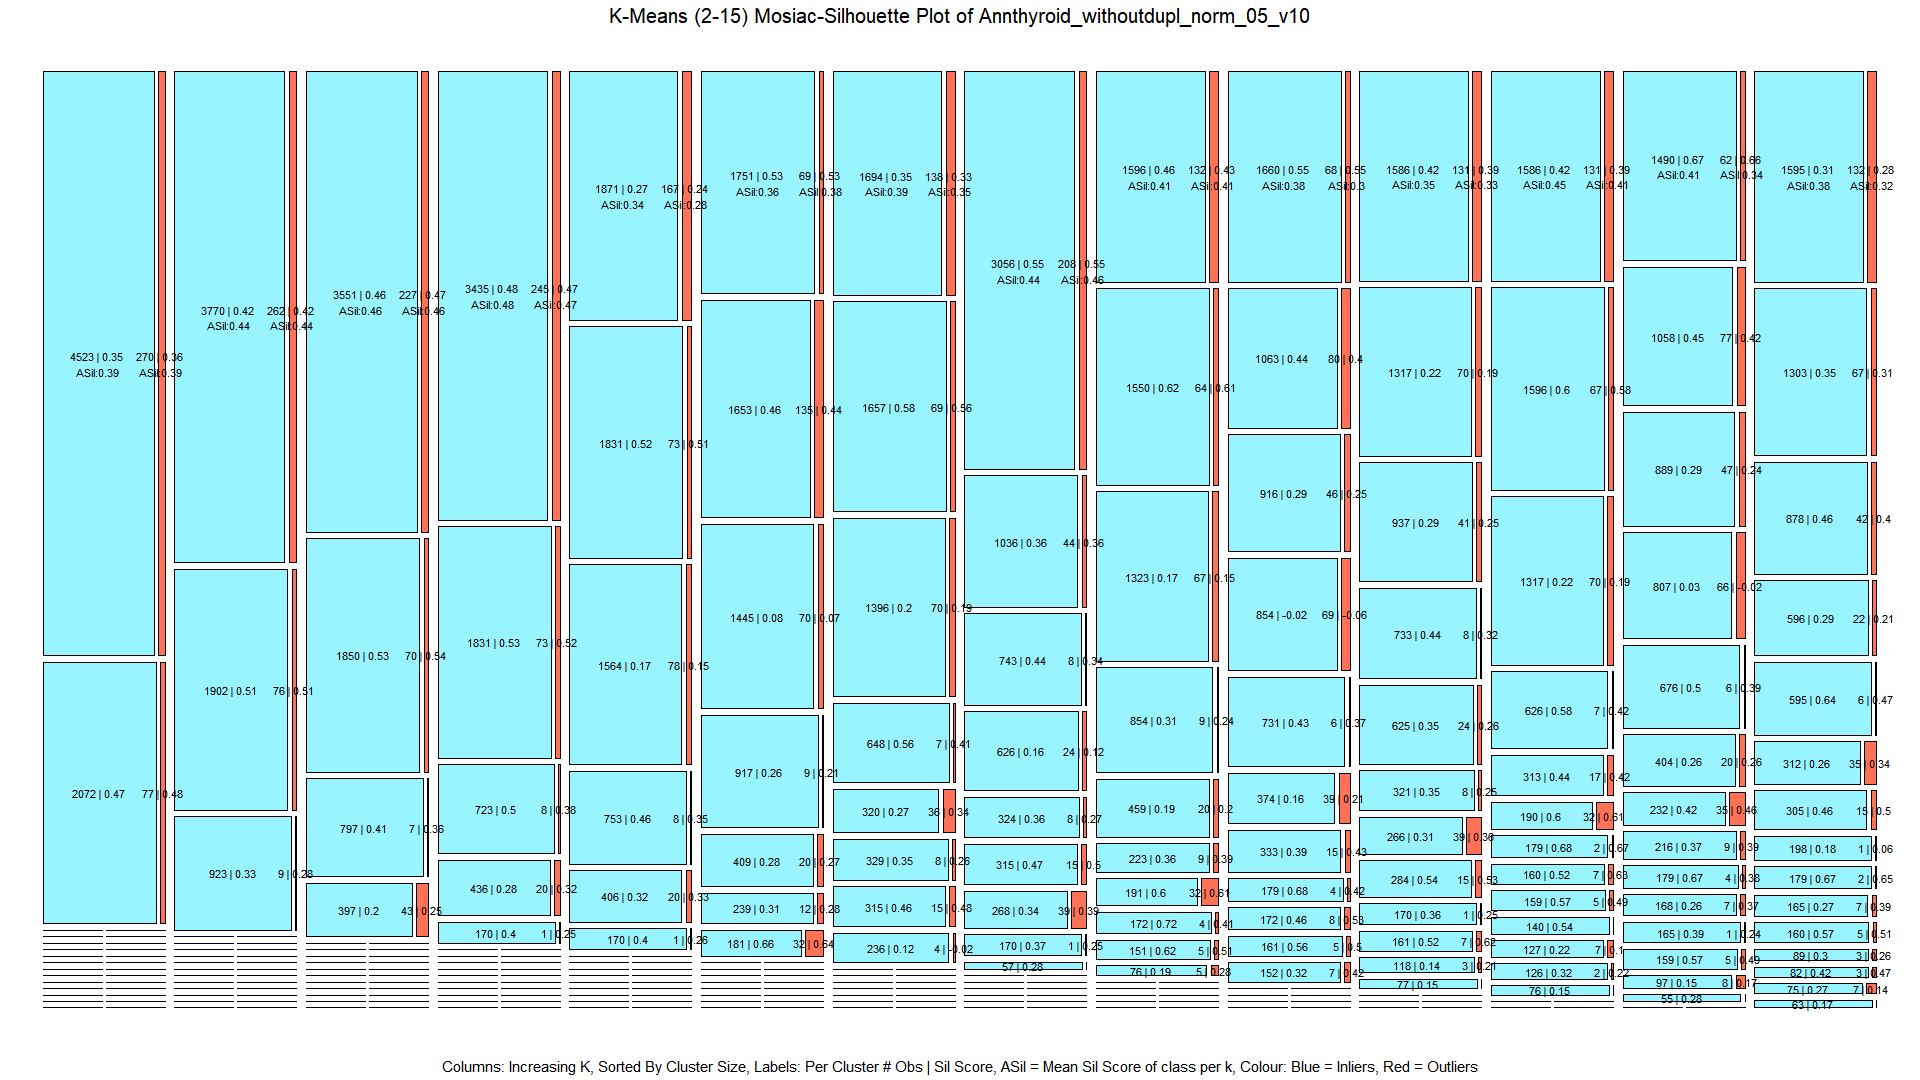 K-Means (2-15) Mosiac-Silhouette Plot of Annthyroid_withoutdupl_norm_05_v10
4523 | 0.35 270 | 0.36
ASil:0.39 ASil:0.39
2072 | 0.47 77 | 0.48
3770 | 0.42 262 | 0.42
ASil:0.44 ASil:0.44
1902 | 0.51 76 | 0.51
923 | 0.33 9 | 0.28
3551 | 0.46 227 | 0.47
ASil:0.46 ASil:0.46
1850 | 0.53 70 | 0.54
797 | 0.41 7 | 0.36
397 | 0.2 43 | 0.25
3435 | 0.48 245 | 0.47
ASil:0.48 ASil:0.47
1831 | 0.53 73 | 0.52
723 | 0.5 8 | 0.38
436 | 0.28 20 | 0.32
170 | 0.4 1 | 0.25
1871 | 0.27 167 | 0.24
ASil:0.34 ASil:0.28
1831 | 0.52 73 | 0.51
1564 | 0.17 78 | 0.15
753 | 0.46 8 | 0.35
406 | 0.32 20 | 0.33
170 | 0.4 1 | 0.26
1751 | 0.53 69 | 0.53
ASil:0.36 ASil:0.38
1653 | 0.46 135 | 0.44
1445 | 0.08 70 | 0.07
917 | 0.26 9 | 0.21
409 | 0.28 20 | 0.27
239 | 0.31 12 | 0.28
181 | 0.66 32 | 0.64
1694 | 0.35 138 | 0.33
ASil:0.39 ASil:0.35
1657 | 0.58 69 | 0.56
1396 | 0.2 70 | 0.19
648 | 0.56 7 | 0.41
320 | 0.27 36 | 0.34
329 | 0.35 8 | 0.26
315 | 0.46 15 | 0.48
236 | 0.12 4 | -0.02
3056 | 0.55 208 | 0.55
ASil:0.44 ASil:0.46
1036 | 0.36 44 | 0.36
743 | 0.44 8 | 0.34
626 | 0.16 24 | 0.12
324 | 0.36 8 | 0.27
315 | 0.47 15 | 0.5
268 | 0.34 39 | 0.39
170 | 0.37 1 | 0.25
57 | 0.28
1596 | 0.46 132 | 0.43
ASil:0.41 ASil:0.41
1550 | 0.62 64 | 0.61
1323 | 0.17 67 | 0.15
854 | 0.31 9 | 0.24
459 | 0.19 20 | 0.2
223 | 0.36 9 | 0.39
191 | 0.6 32 | 0.61
172 | 0.72 4 | 0.41
151 | 0.62 5 | 0.51
76 | 0.19 5 | 0.28
1660 | 0.55 68 | 0.55
ASil:0.38 ASil:0.3
1063 | 0.44 80 | 0.4
916 | 0.29 46 | 0.25
854 | -0.02 69 | -0.06
731 | 0.43 6 | 0.37
374 | 0.16 39 | 0.21
333 | 0.39 15 | 0.43
179 | 0.68 4 | 0.42
172 | 0.46 8 | 0.53
161 | 0.56 5 | 0.5
152 | 0.32 7 | 0.42
1586 | 0.42 131 | 0.39
ASil:0.35 ASil:0.33
1317 | 0.22 70 | 0.19
937 | 0.29 41 | 0.25
733 | 0.44 8 | 0.32
625 | 0.35 24 | 0.26
321 | 0.35 8 | 0.25
266 | 0.31 39 | 0.36
284 | 0.54 15 | 0.53
170 | 0.36 1 | 0.25
161 | 0.52 7 | 0.62
118 | 0.14 3 | 0.21
77 | 0.15
1586 | 0.42 131 | 0.39
ASil:0.45 ASil:0.41
1596 | 0.6 67 | 0.58
1317 | 0.22 70 | 0.19
626 | 0.58 7 | 0.42
313 | 0.44 17 | 0.42
190 | 0.6 32 | 0.61
179 | 0.68 2 | 0.67
160 | 0.52 7 | 0.63
159 | 0.57 5 | 0.49
140 | 0.54
127 | 0.22 7 | 0.1
126 | 0.32 2 | 0.22
76 | 0.15
1490 | 0.67 62 | 0.66
ASil:0.41 ASil:0.34
1058 | 0.45 77 | 0.42
889 | 0.29 47 | 0.24
807 | 0.03 66 | -0.02
676 | 0.5 6 | 0.39
404 | 0.26 20 | 0.26
232 | 0.42 35 | 0.46
216 | 0.37 9 | 0.39
179 | 0.67 4 | 0.38
168 | 0.26 7 | 0.37
165 | 0.39 1 | 0.24
159 | 0.57 5 | 0.49
97 | 0.15 8 | 0.17
55 | 0.28
1595 | 0.31 132 | 0.28
ASil:0.38 ASil:0.32
1303 | 0.35 67 | 0.31
878 | 0.46 42 | 0.4
596 | 0.29 22 | 0.21
595 | 0.64 6 | 0.47
312 | 0.26 35 | 0.34
305 | 0.46 15 | 0.5
198 | 0.18 1 | 0.06
179 | 0.67 2 | 0.65
165 | 0.27 7 | 0.39
160 | 0.57 5 | 0.51
89 | 0.3 3 | 0.26
82 | 0.42 3 | 0.47
75 | 0.27 7 | 0.14
63 | 0.17
Columns: Increasing K, Sorted By Cluster Size, Labels: Per Cluster # Obs | Sil Score, ASil = Mean Sil Score of class per k, Colour: Blue = Inliers, Red = Outliers